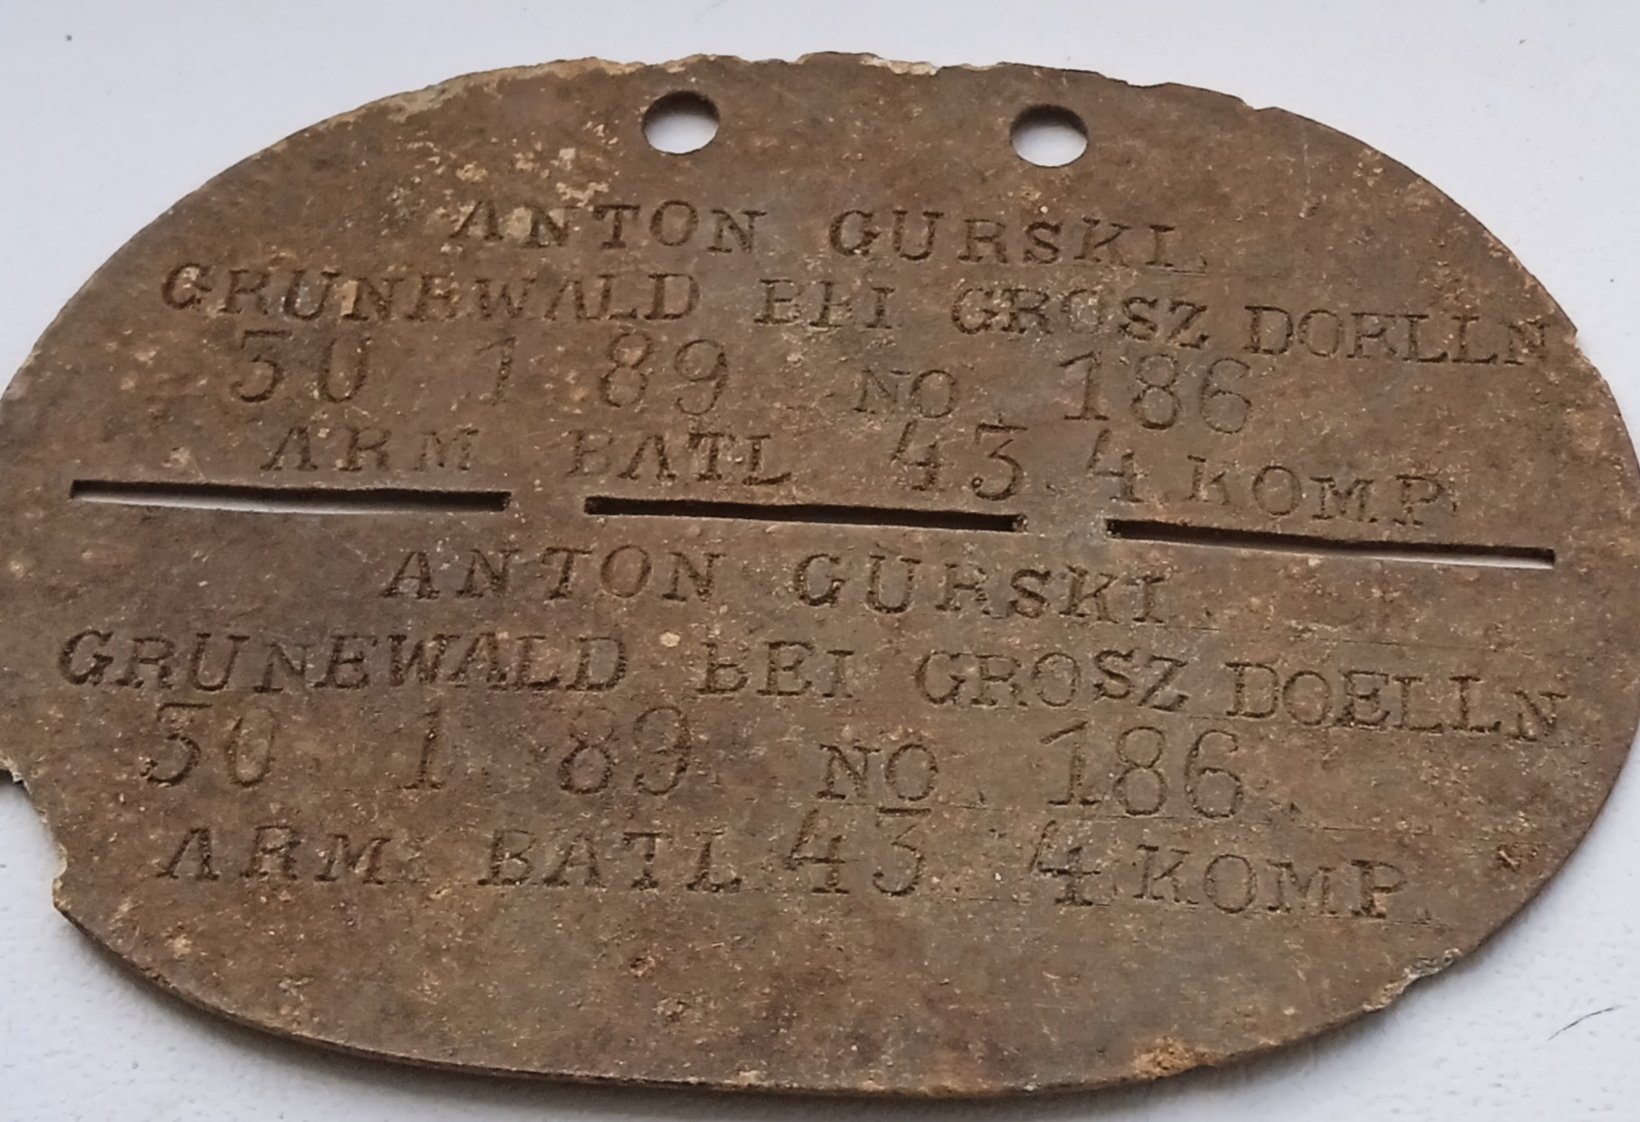 ANTON GURSKI.
GRUNEWALD BEI GROSZ DOELLN
30 1 89 NO. 186
ARM BATL 43. 4 KOMP.
ANTON GURSKI.
GRUNEWALD BEI GROSZ DOELLN
30. 1. 89. NO. 186.
ARM. BATL 43. 4 KOMP.